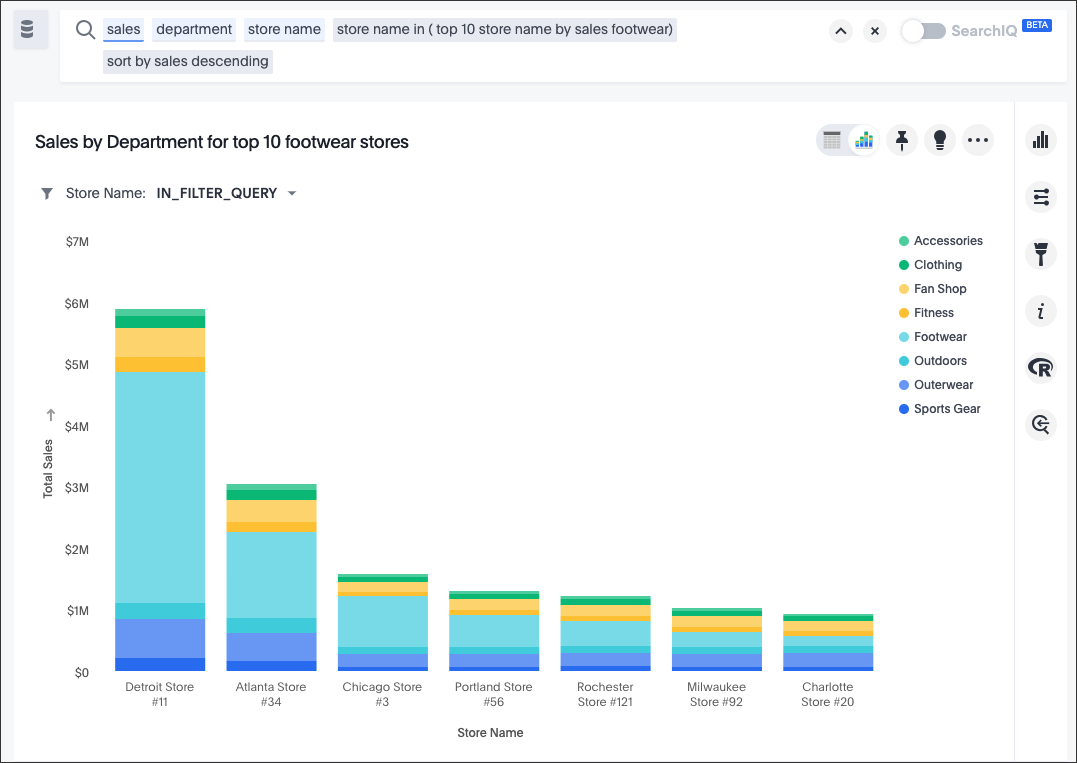 sales department store name store name in ( top 10 store name by sales footwear)
SearchIQ BETA
sort by sales descending
Sales by Department for top 10 footwear stores
Store Name: IN_FILTER_QUERY
$7M
$6M
$5M
$4M
$3M
$2M
$1M
$0
Total Sales
Accessories
Clothing
Fan Shop
Fitness
Footwear
Outdoors
Outerwear
Sports Gear
i
R
Detroit Store
#11
Atlanta Store
#34
Chicago Store
#3
Portland Store
#56
Rochester
Store #121
Milwaukee
Store #92
Charlotte
Store #20
Store Name